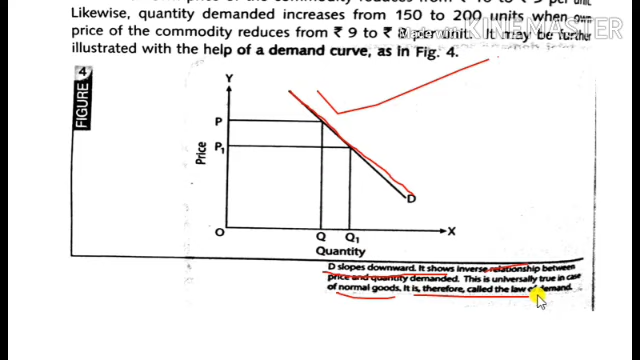 Likewise, quantity demanded increases from 150 to 200 units when own
price of the commodity reduces from ₹ 9 to ₹ 8 per unit. It may be further
illustrated with the help of a demand curve, as in Fig. 4.
KINEMASTER
FIGURE 4
Y
P
P1
Price
D
O
Q Q1
X
Quantity
D slopes downward. It shows inverse relationship between
price and quantity demanded. This is universally true in case
of normal goods. It is, therefore, called the law of demand.